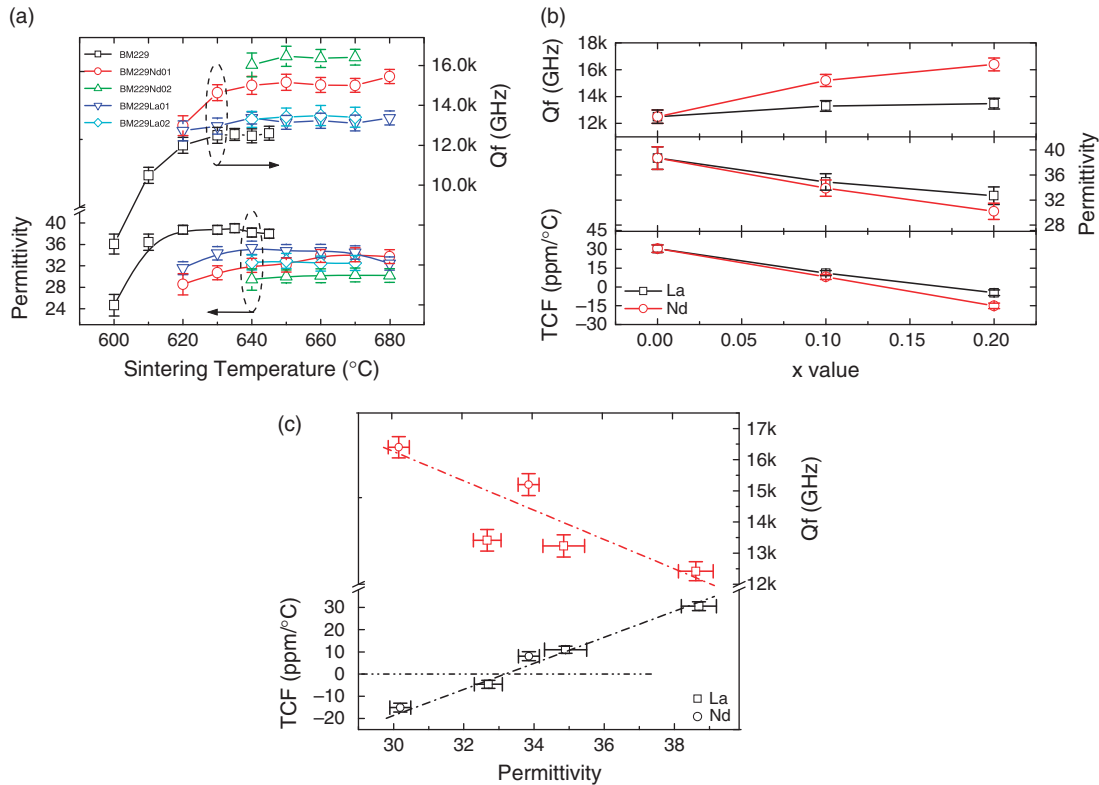 (a)
BM229
BM229Nd01
BM229Nd02
BM229La01
BM229La02
16.0k
14.0k
12.0k
10.0k
Qf (GHz)
Permittivity
40
36
32
28
24
600 620 640 660 680
Sintering Temperature (°C)
(b)
Qf (GHz)
18k
16k
14k
12k
Permittivity
40
36
32
28
TCF (ppm/°C)
45
30
15
0
−15
−30
La
Nd
0.00 0.05 0.10 0.15 0.20
x value
(c)
17k
16k
15k
14k
13k
12k
Qf (GHz)
TCF (ppm/°C)
30
20
10
0
−10
−20
La
Nd
30 32 34 36 38
Permittivity